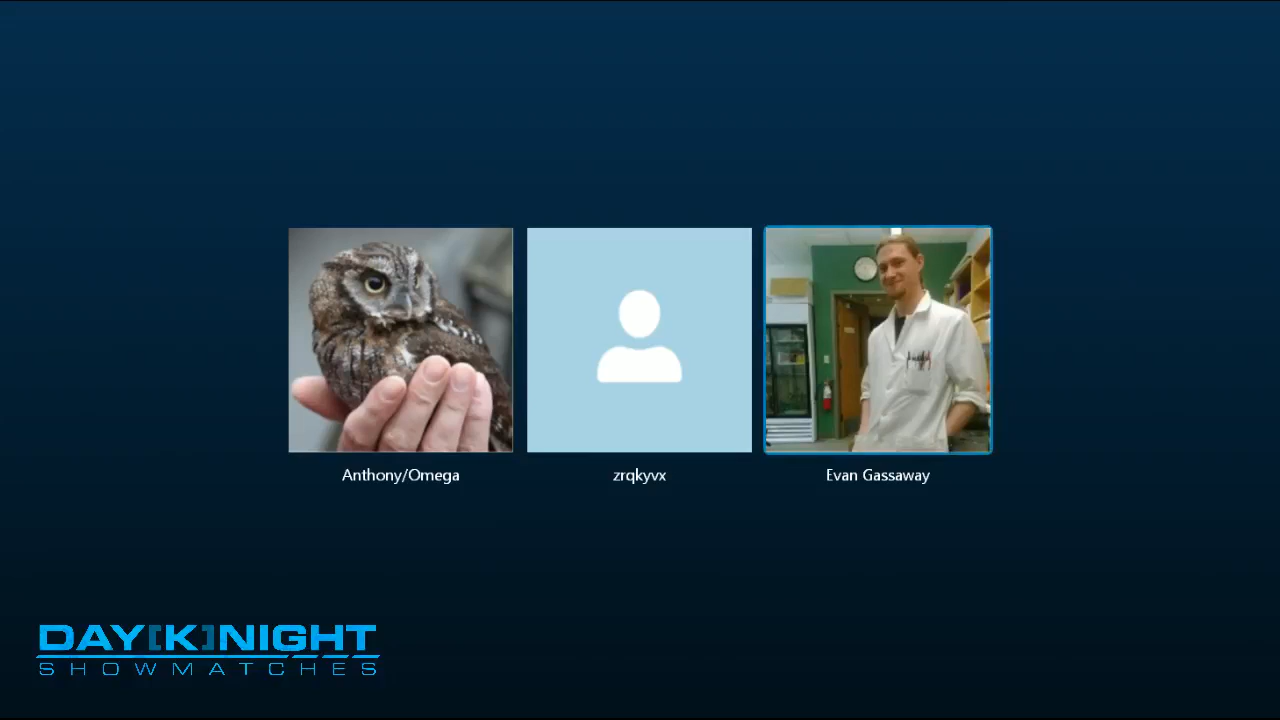 Anthony/Omega
zrqkyvx
Evan Gassaway
DAY[K]NIGHT
SHOWMATCHES